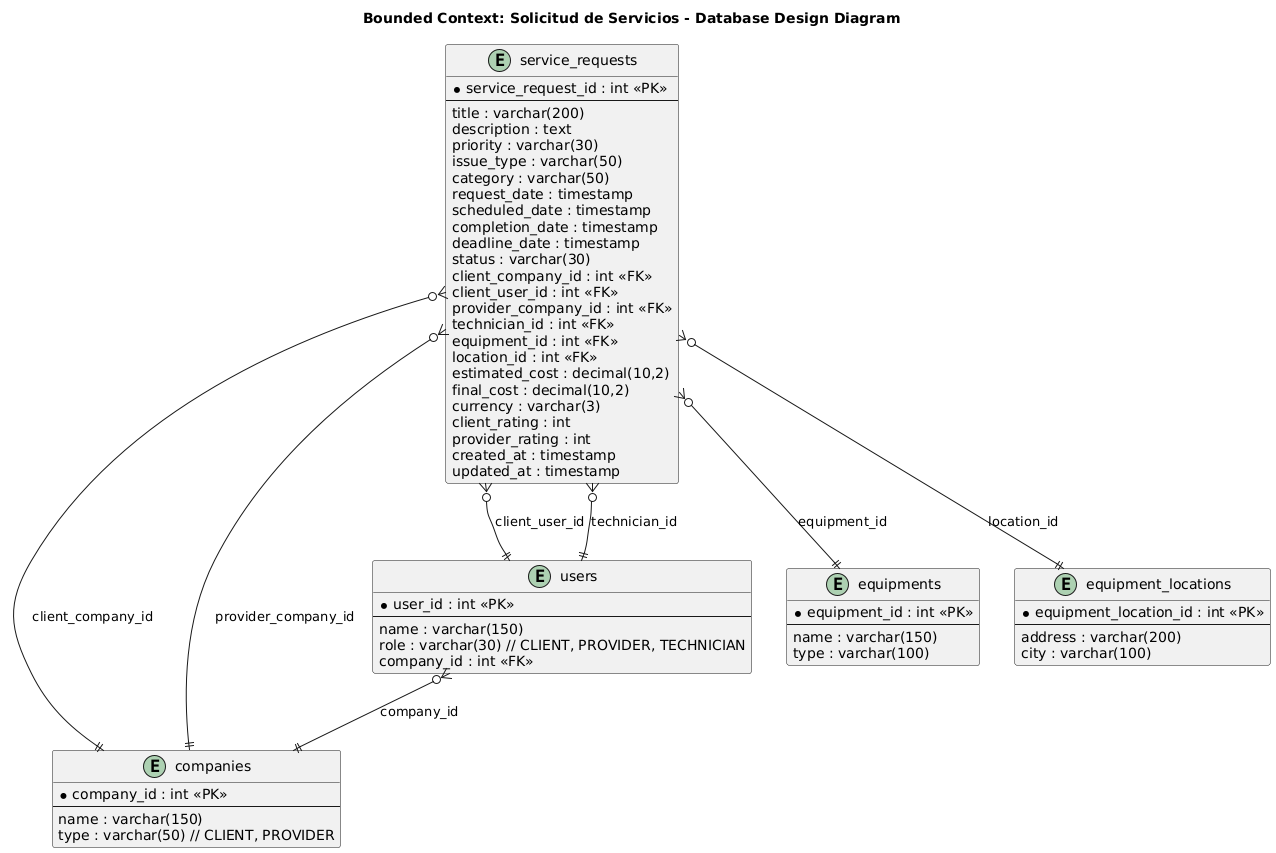 Bounded Context: Solicitud de Servicios - Database Design Diagram
E service_requests
service_request_id : int «PK»
title : varchar(200)
description : text
priority : varchar(30)
issue_type : varchar(50)
category : varchar(50)
request_date : timestamp
scheduled_date : timestamp
completion_date : timestamp
deadline_date : timestamp
status : varchar(30)
client_company_id : int «FK»
client_user_id : int «FK»
provider_company_id : int «FK»
technician_id : int «FK»
equipment_id : int «FK»
location_id : int «FK»
estimated_cost : decimal(10,2)
final_cost : decimal(10,2)
currency : varchar(3)
client_rating : int
provider_rating : int
created_at : timestamp
updated_at : timestamp
client_user_id
technician_id
equipment_id
location_id
E users
user_id : int «PK»
name : varchar(150)
role : varchar(30) // CLIENT, PROVIDER, TECHNICIAN
company_id : int «FK»
E equipments
equipment_id : int «PK»
name : varchar(150)
type : varchar(100)
E equipment_locations
equipment_location_id : int «PK»
address : varchar(200)
city : varchar(100)
client_company_id
provider_company_id
company_id
E companies
company_id : int «PK»
name : varchar(150)
type : varchar(50) // CLIENT, PROVIDER